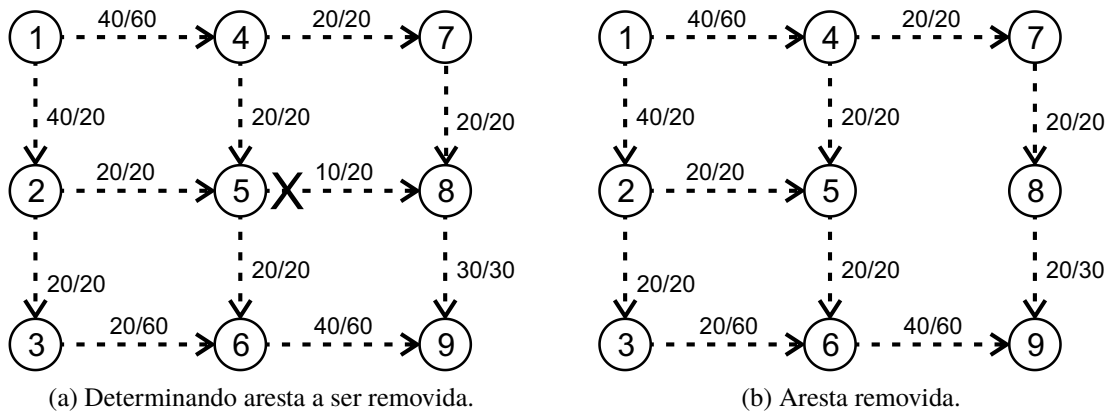 40/60 20/20 40/60 20/20
1 4 7 1 4 7
40/20 20/20 20/20 40/20 20/20 20/20
20/20 10/20 20/20
2 5 X 8 2 5 8
20/20 20/20 30/30 20/20 20/20 20/30
20/60 40/60 20/60 40/60
3 6 9 3 6 9
(a) Determinando aresta a ser removida. (b) Aresta removida.